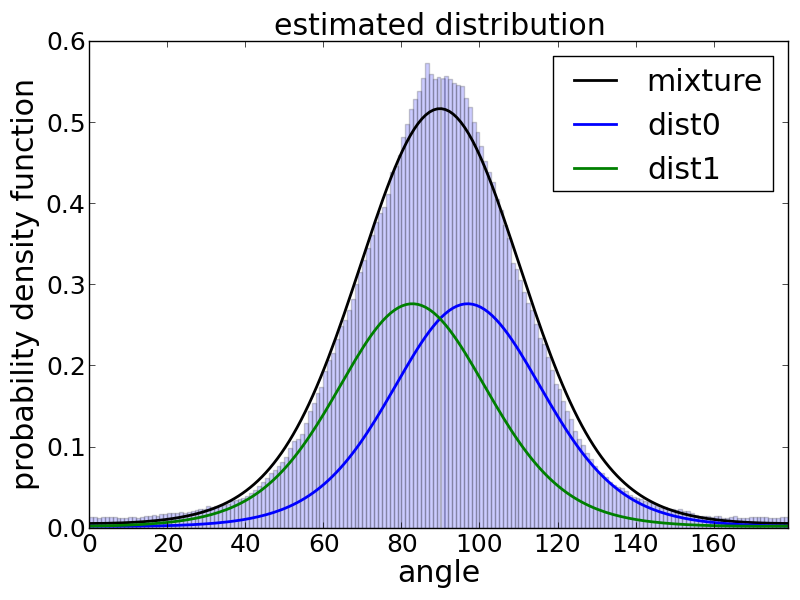 estimated distribution
probability density function
0.6
0.5
0.4
0.3
0.2
0.1
0.0
mixture
dist0
dist1
0 20 40 60 80 100 120 140 160
angle